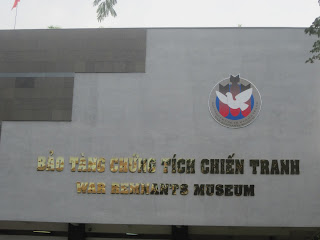 BẢO TÀNG CHỨNG TÍCH CHIẾN TRANH
WAR REMNANTS MUSEUM